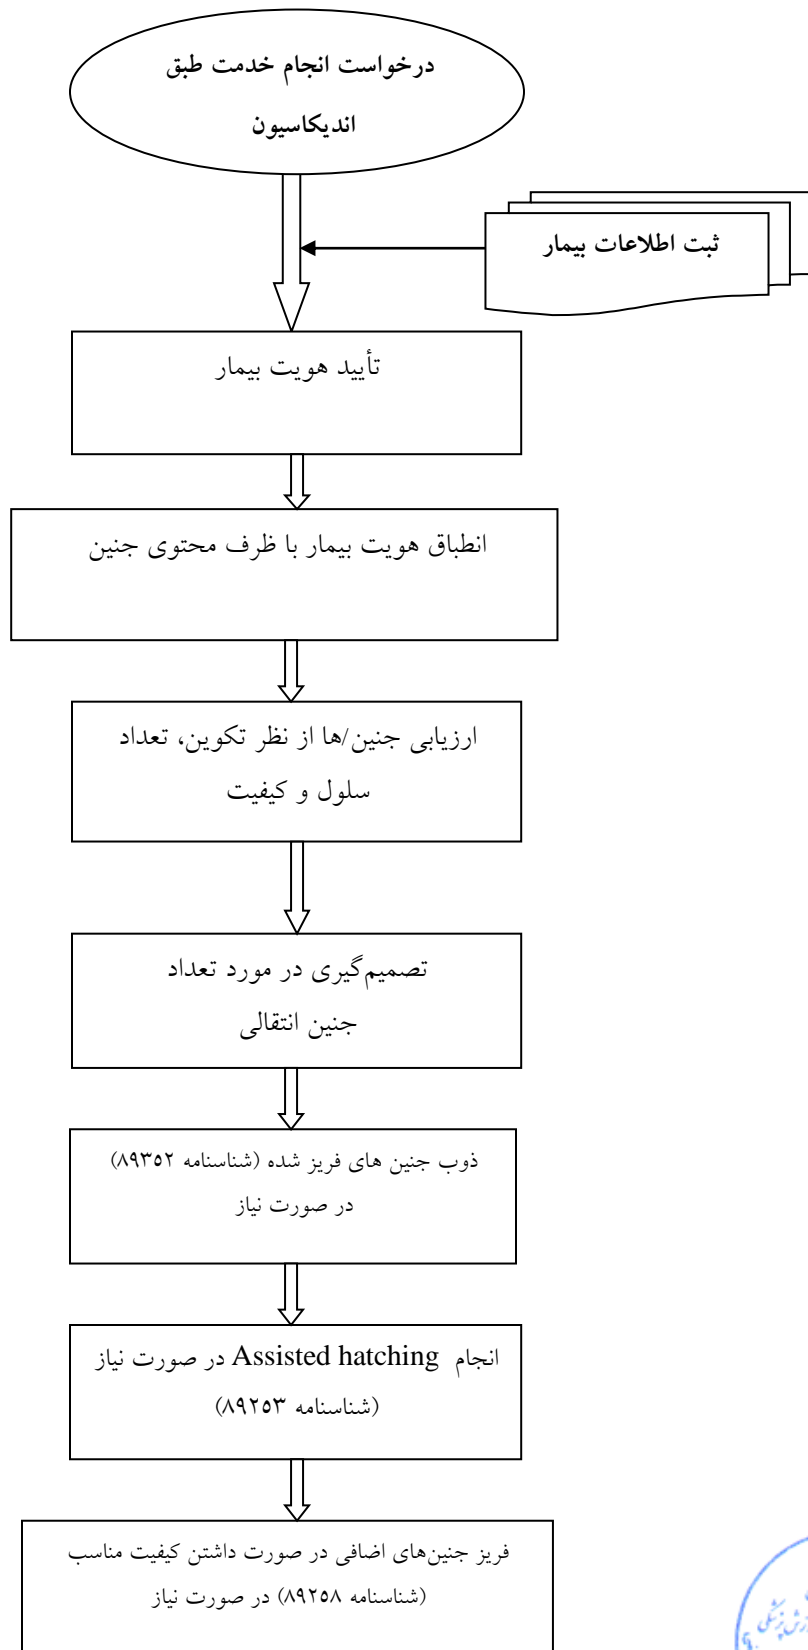 درخواست انجام خدمت طبق
اندیکاسیون
ثبت اطلاعات بیمار
تأیید هویت بیمار
انطباق هویت بیمار با ظرف محتوی جنین
ارزیابی جنین/ها از نظر تکوین، تعداد
سلول و کیفیت
تصمیم‌گیری در مورد تعداد
جنین انتقالی
ذوب جنین های فریز شده (شناسنامه ۸۹۳۵۲)
در صورت نیاز
انجام Assisted hatching در صورت نیاز
(شناسنامه ۸۹۲۵۳)
فریز جنین‌های اضافی در صورت داشتن کیفیت مناسب
(شناسنامه ۸۹۲۵۸) در صورت نیاز